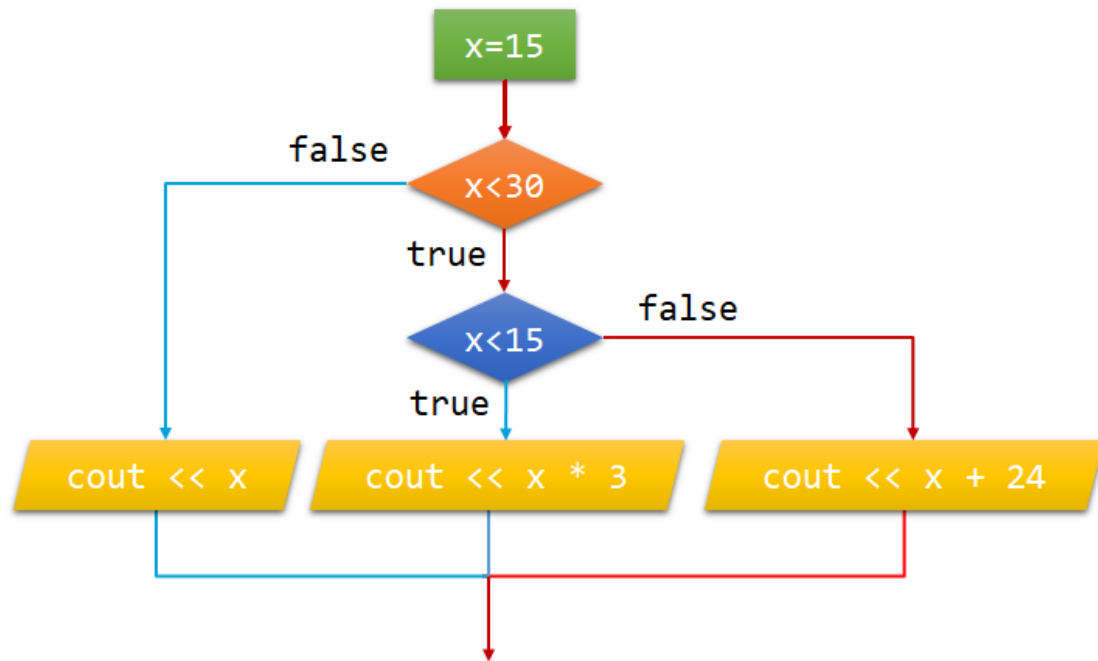 x=15
false
x<30
true
false
x<15
true
cout << x
cout << x * 3
cout << x + 24